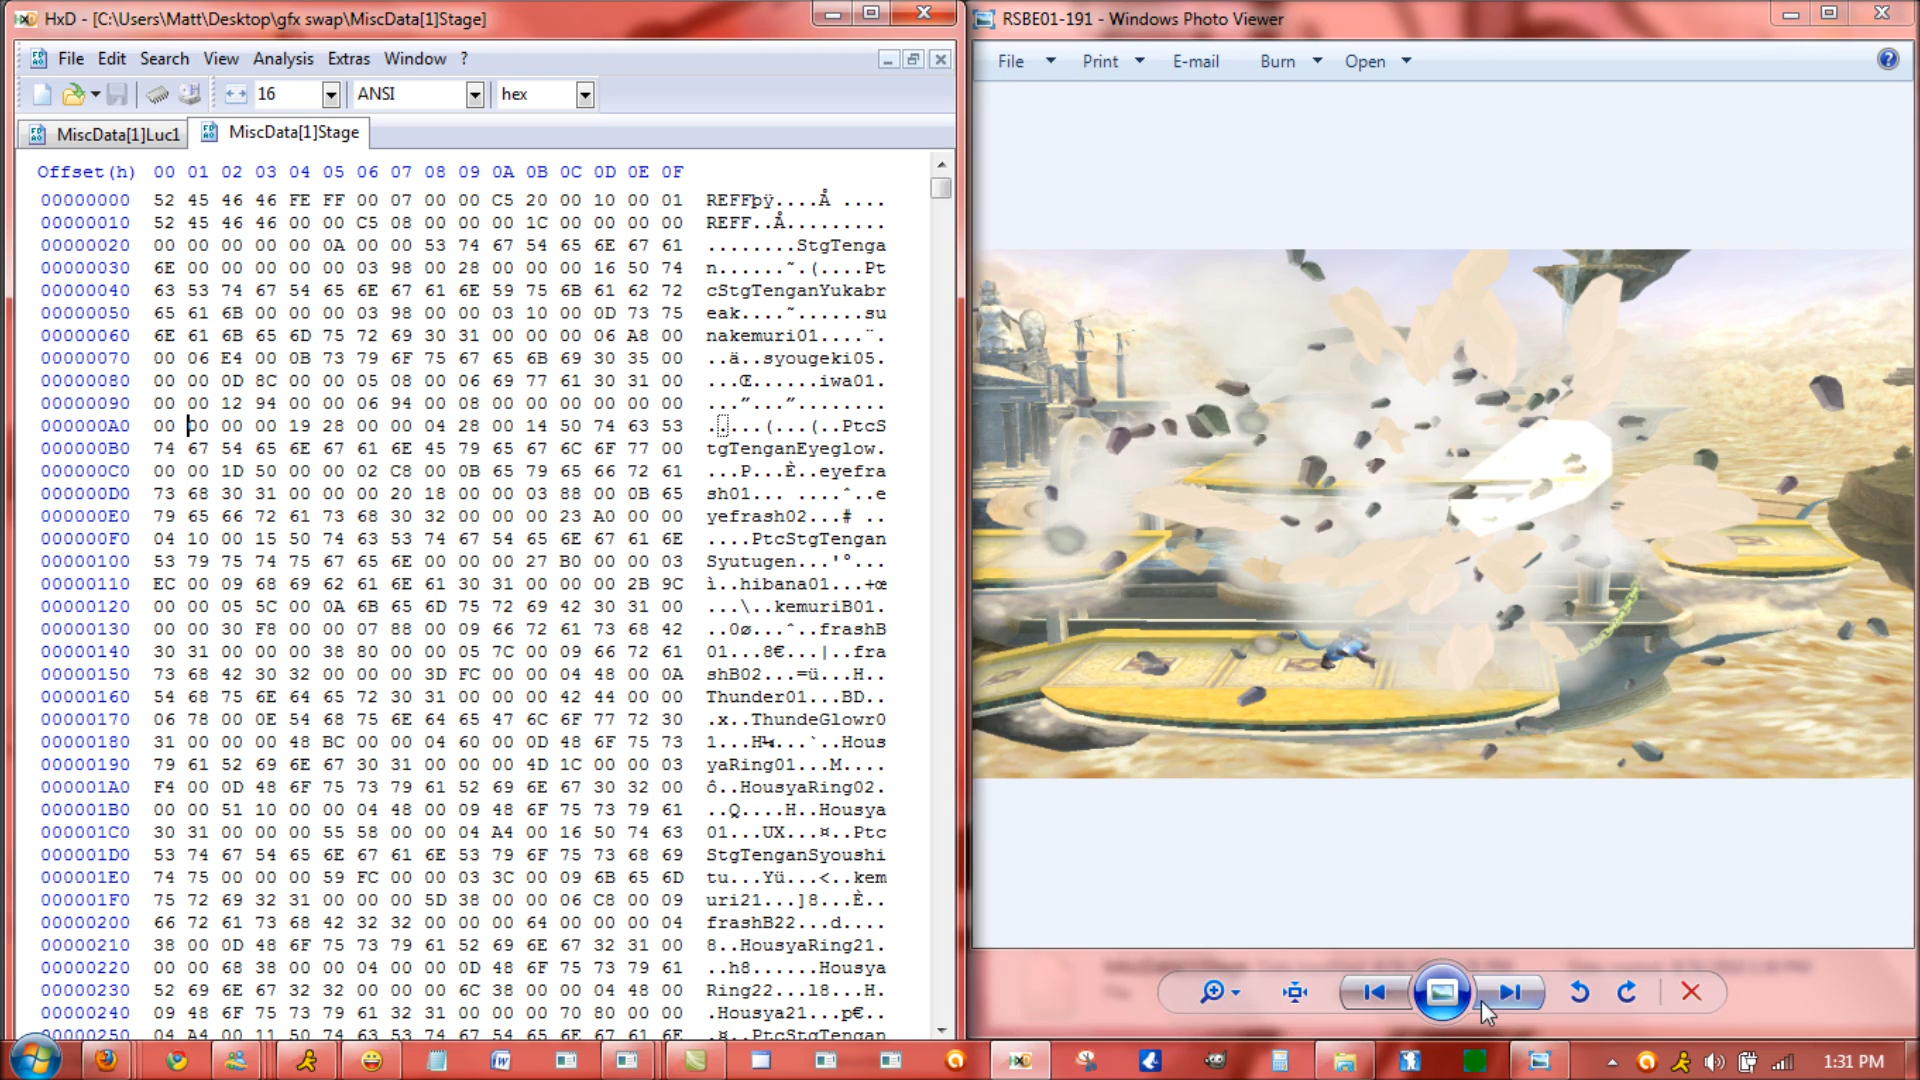 HxD - [C:\Users\Matt\Desktop\gfx swap\MiscData[1]Stage]
File Edit Search View Analysis Extras Window ?
16 ANSI hex
MiscData[1]Luc1 MiscData[1]Stage
Offset(h) 00 01 02 03 04 05 06 07 08 09 0A 0B 0C 0D 0E 0F
00000000 52 45 46 46 FE FF 00 07 00 00 C5 20 00 10 00 01 REFFþÿ....Å ....
00000010 52 45 46 46 00 00 C5 08 00 00 00 1C 00 00 00 00 REFF..Å.........
00000020 00 00 00 00 00 0A 00 00 53 74 67 54 65 6E 67 61 ........StgTenga
00000030 6E 00 00 00 00 00 03 98 00 28 00 00 00 16 50 74 n......˜.(....Pt
00000040 63 53 74 67 54 65 6E 67 61 6E 59 75 6B 61 62 72 cStgTenganYukabr
00000050 65 61 6B 00 00 00 03 98 00 00 03 10 00 0D 73 75 eak....˜......su
00000060 6E 61 6B 65 6D 75 72 69 30 31 00 00 00 06 A8 00 nakemuri01....¨.
00000070 00 06 E4 00 0B 73 79 6F 75 67 65 6B 69 30 35 00 ..ä..syougeki05.
00000080 00 00 0D 8C 00 00 05 08 00 06 69 77 61 30 31 00 ...Œ......iwa01.
00000090 00 00 12 94 00 00 06 94 00 08 00 00 00 00 00 00 ...”...”........
000000A0 00 00 00 00 19 28 00 00 04 28 00 14 50 74 63 53 .....(...(..PtcS
000000B0 74 67 54 65 6E 67 61 6E 45 79 65 67 6C 6F 77 00 tgTenganEyeglow.
000000C0 00 00 1D 50 00 00 02 C8 00 0B 65 79 65 66 72 61 ...P...È..eyefra
000000D0 73 68 30 31 00 00 00 20 18 00 00 03 88 00 0B 65 sh01... ....ˆ..e
000000E0 79 65 66 72 61 73 68 30 32 00 00 00 23 A0 00 00 yefrash02...# ..
000000F0 04 10 00 15 50 74 63 53 74 67 54 65 6E 67 61 6E ....PtcStgTengan
00000100 53 79 75 74 75 67 65 6E 00 00 00 27 B0 00 00 03 Syutugen...'°...
00000110 EC 00 09 68 69 62 61 6E 61 30 31 00 00 00 2B 9C ì..hibana01...+œ
00000120 00 00 05 5C 00 0A 6B 65 6D 75 72 69 42 30 31 00 ...\..kemuriB01.
00000130 00 00 30 F8 00 00 07 88 00 09 66 72 61 73 68 42 ..0ø...ˆ..frashB
00000140 30 31 00 00 00 38 80 00 00 05 7C 00 09 66 72 61 01...8€...|..fra
00000150 73 68 42 30 32 00 00 00 3D FC 00 00 04 48 00 0A shB02...=ü...H..
00000160 54 68 75 6E 64 65 72 30 31 00 00 00 42 44 00 00 Thunder01...BD..
00000170 06 78 00 0E 54 68 75 6E 64 65 47 6C 6F 77 72 30 .x..ThundeGlowr0
00000180 31 00 00 00 48 BC 00 00 04 60 00 0D 48 6F 75 73 1...H¼...`..Hous
00000190 79 61 52 69 6E 67 30 31 00 00 00 4D 1C 00 00 03 yaRing01...M....
000001A0 F4 00 0D 48 6F 75 73 79 61 52 69 6E 67 30 32 00 ô..HousyaRing02.
000001B0 00 00 51 10 00 00 04 48 00 09 48 6F 75 73 79 61 ..Q....H..Housya
000001C0 30 31 00 00 00 55 58 00 00 04 A4 00 16 50 74 63 01...UX...¤..Ptc
000001D0 53 74 67 54 65 6E 67 61 6E 53 79 6F 75 73 68 69 StgTenganSyoushi
000001E0 74 75 00 00 00 59 FC 00 00 03 3C 00 09 6B 65 6D tu...Yü...<..kem
000001F0 75 72 69 32 31 00 00 00 5D 38 00 00 06 C8 00 09 uri21...]8...È..
00000200 66 72 61 73 68 42 32 32 00 00 00 64 00 00 00 04 frashB22...d....
00000210 38 00 0D 48 6F 75 73 79 61 52 69 6E 67 32 31 00 8..HousyaRing21.
00000220 00 00 68 38 00 00 04 00 00 0D 48 6F 75 73 79 61 ..h8......Housya
00000230 52 69 6E 67 32 32 00 00 00 6C 38 00 00 04 48 00 Ring22...l8...H.
00000240 09 48 6F 75 73 79 61 32 31 00 00 00 70 80 00 00 .Housya21...p€..
00000250 04 A4 00 11 50 74 63 53 74 67 54 65 6E 67 61 6E .¤..PtcStgTengan
RSBE01-191 - Windows Photo Viewer
File Print E-mail Burn Open
1:31 PM